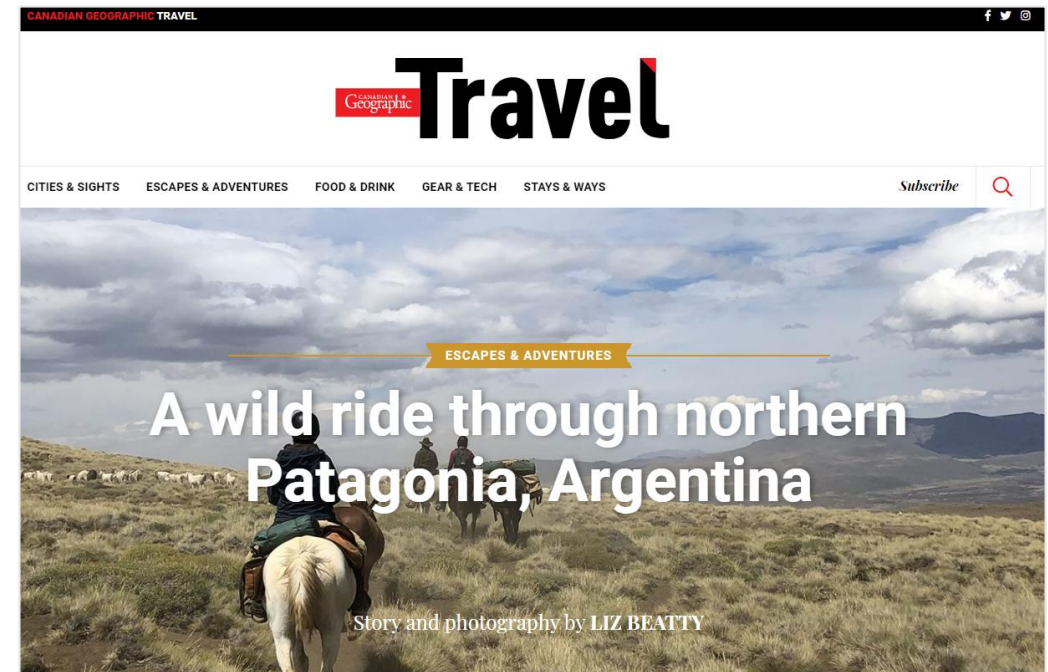 CANADIAN GEOGRAPHIC TRAVEL
CANADIAN
Geographic
Travel
CITIES & SIGHTS ESCAPES & ADVENTURES FOOD & DRINK GEAR & TECH STAYS & WAYS Subscribe
ESCAPES & ADVENTURES
A wild ride through northern
Patagonia, Argentina
Story and photography by LIZ BEATTY